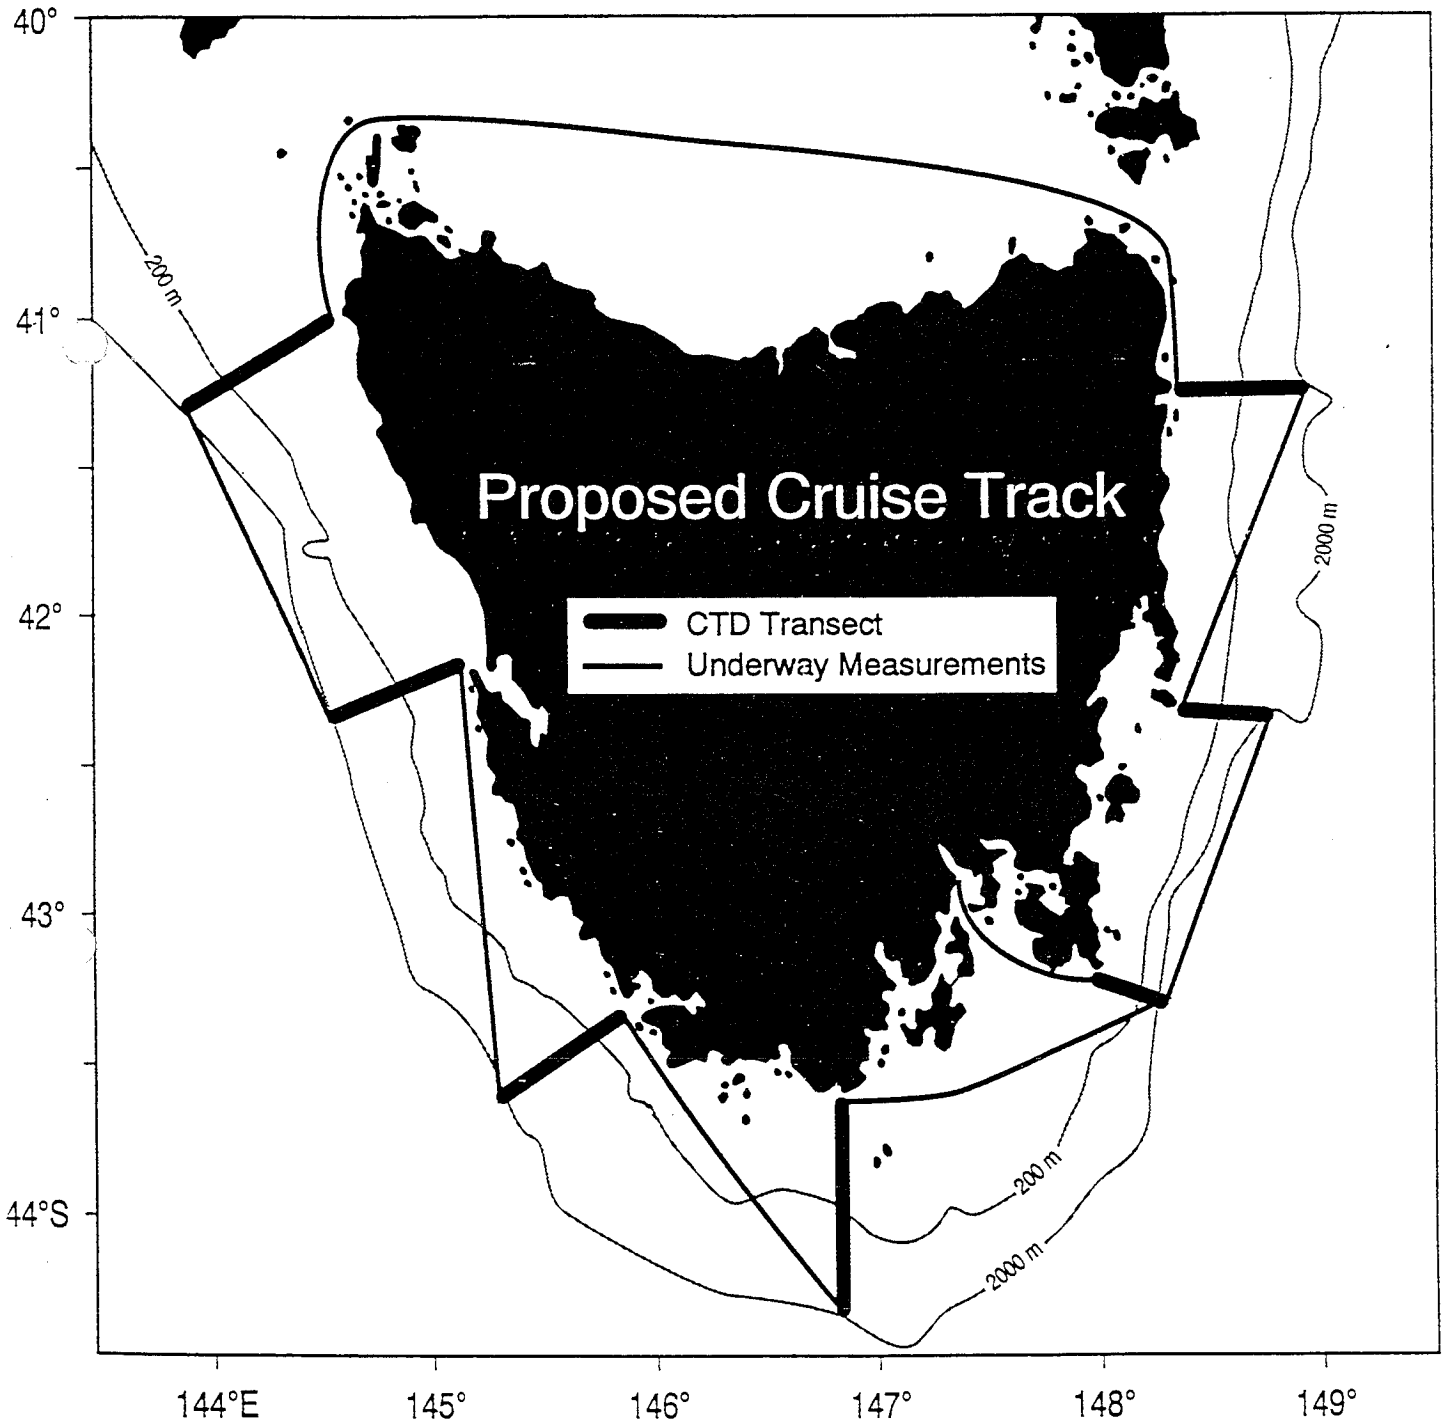 40°
200 m
41°
Proposed Cruise Track
2000 m
42°
CTD Transect
Underway Measurements
43°
200 m
44°S
2000 m
144°E 145° 146° 147° 148° 149°